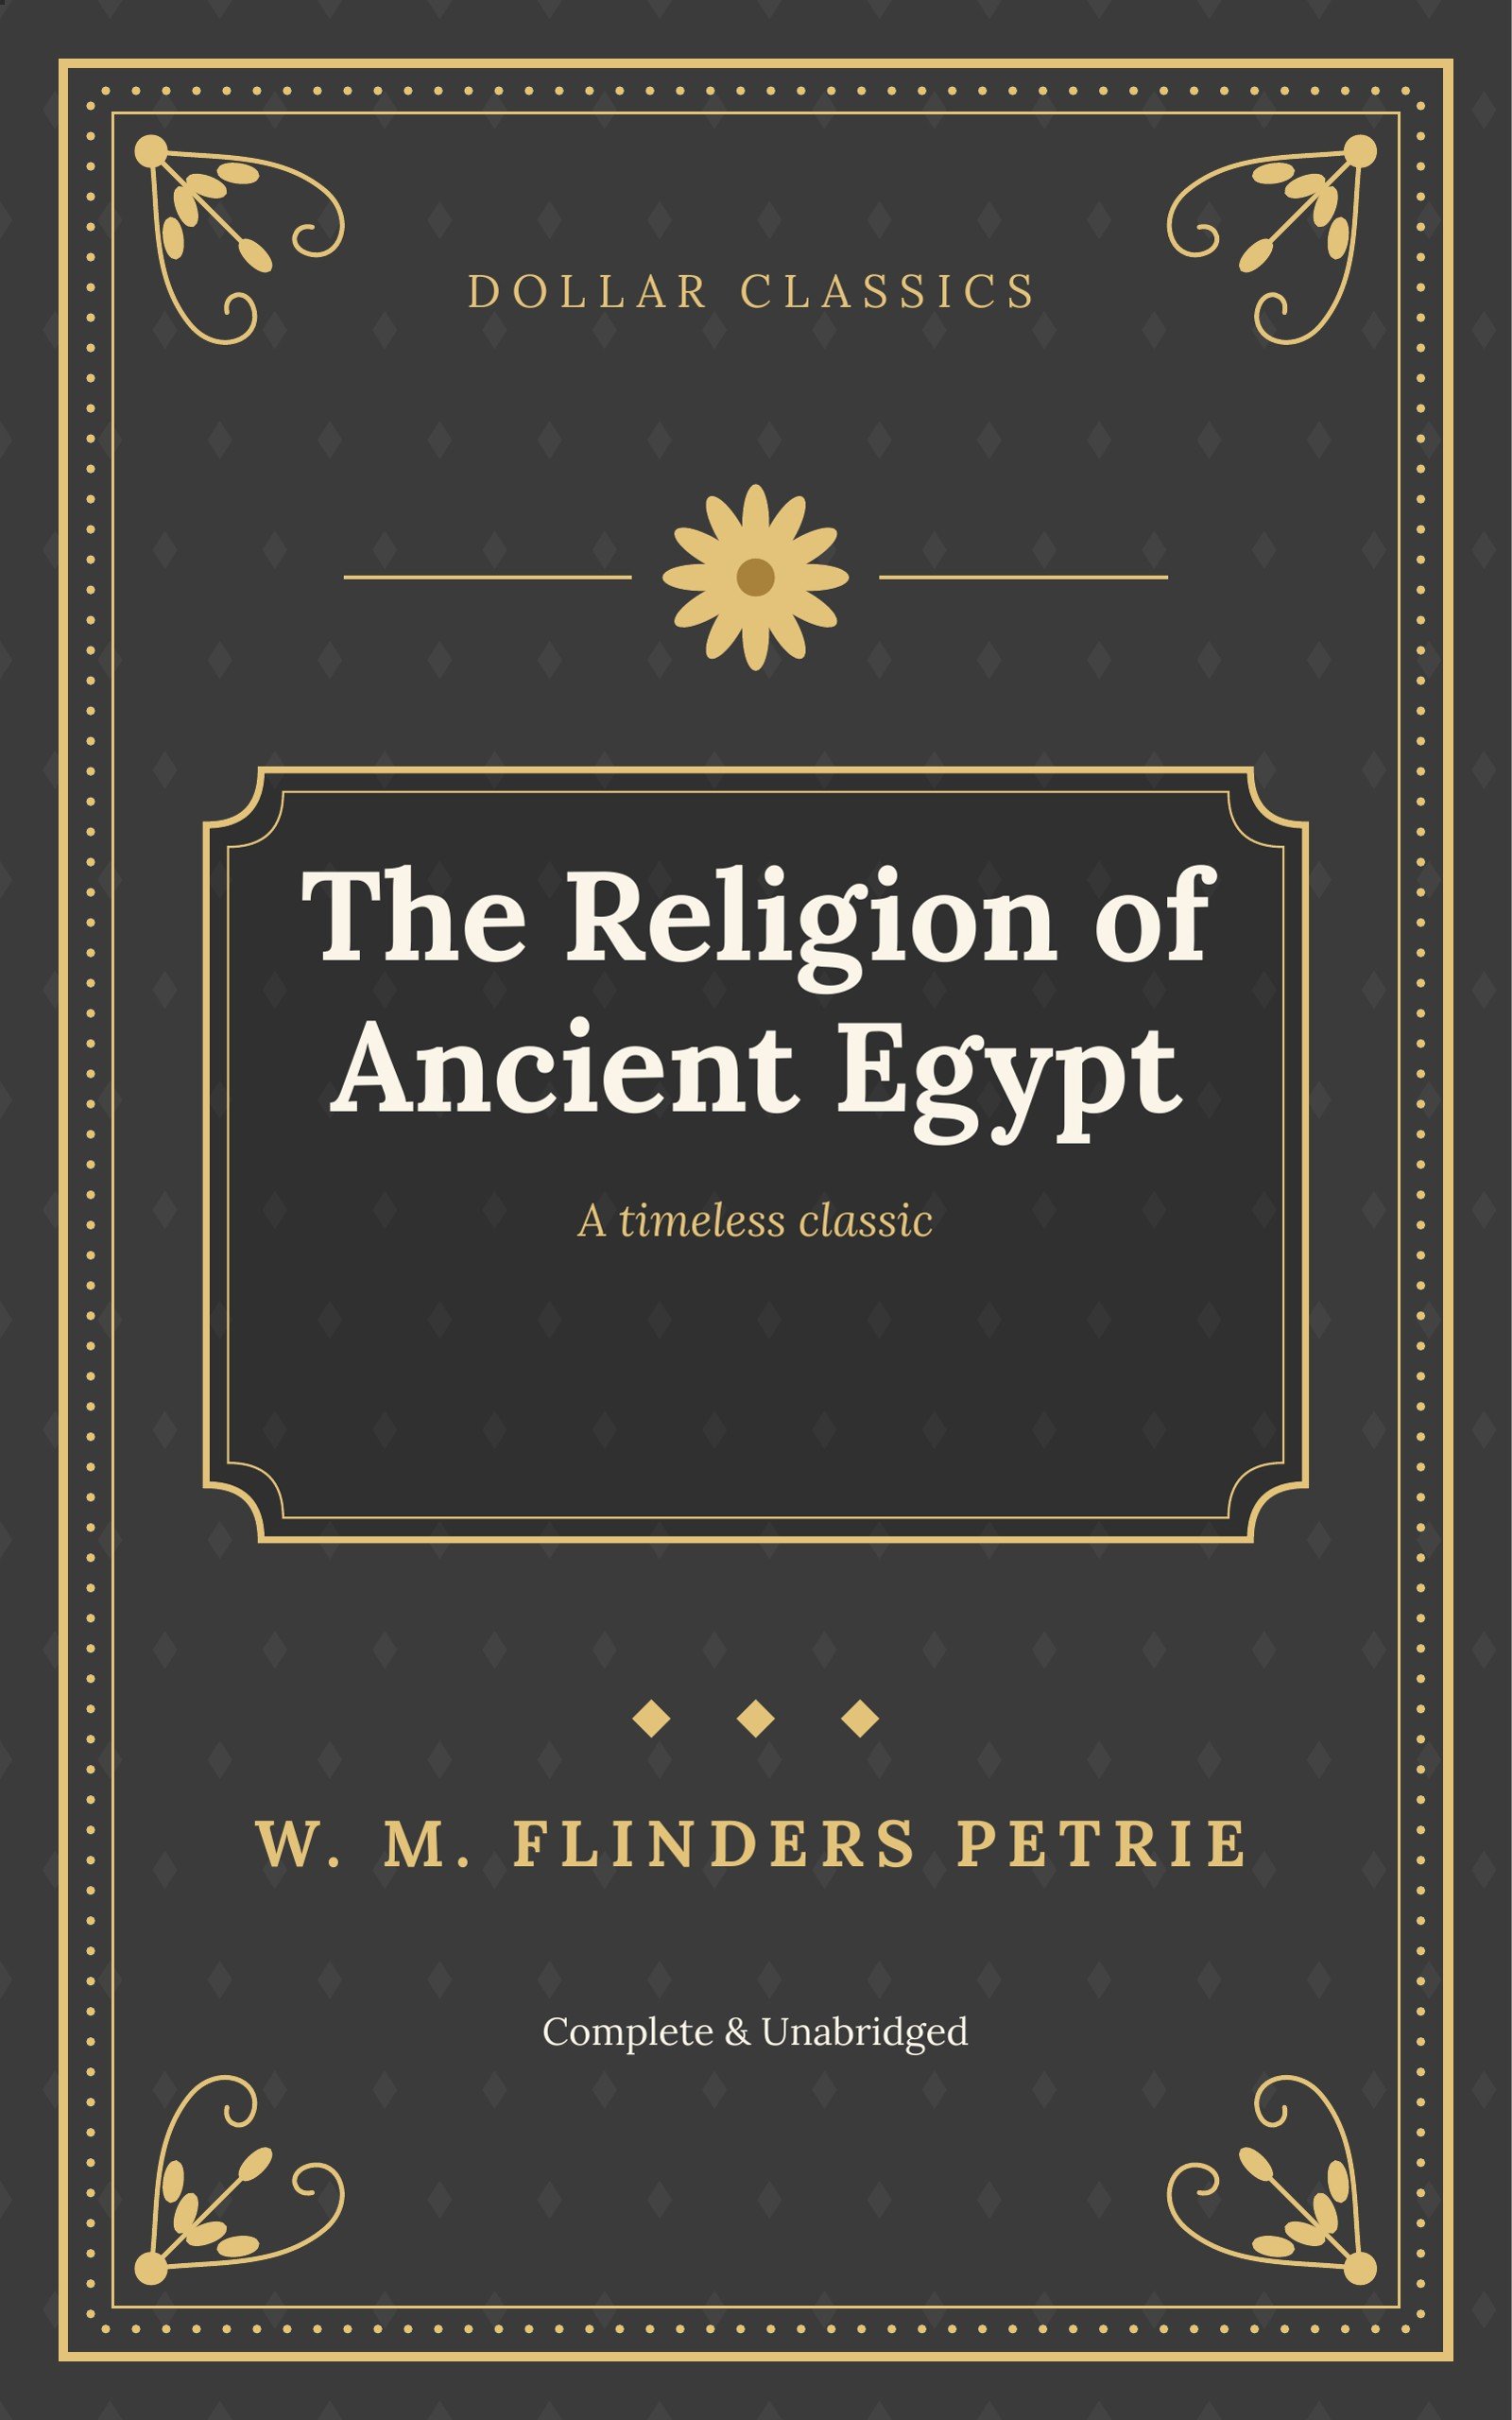 DOLLAR CLASSICS
The Religion of
Ancient Egypt
A timeless classic
W. M. FLINDERS PETRIE
Complete & Unabridged